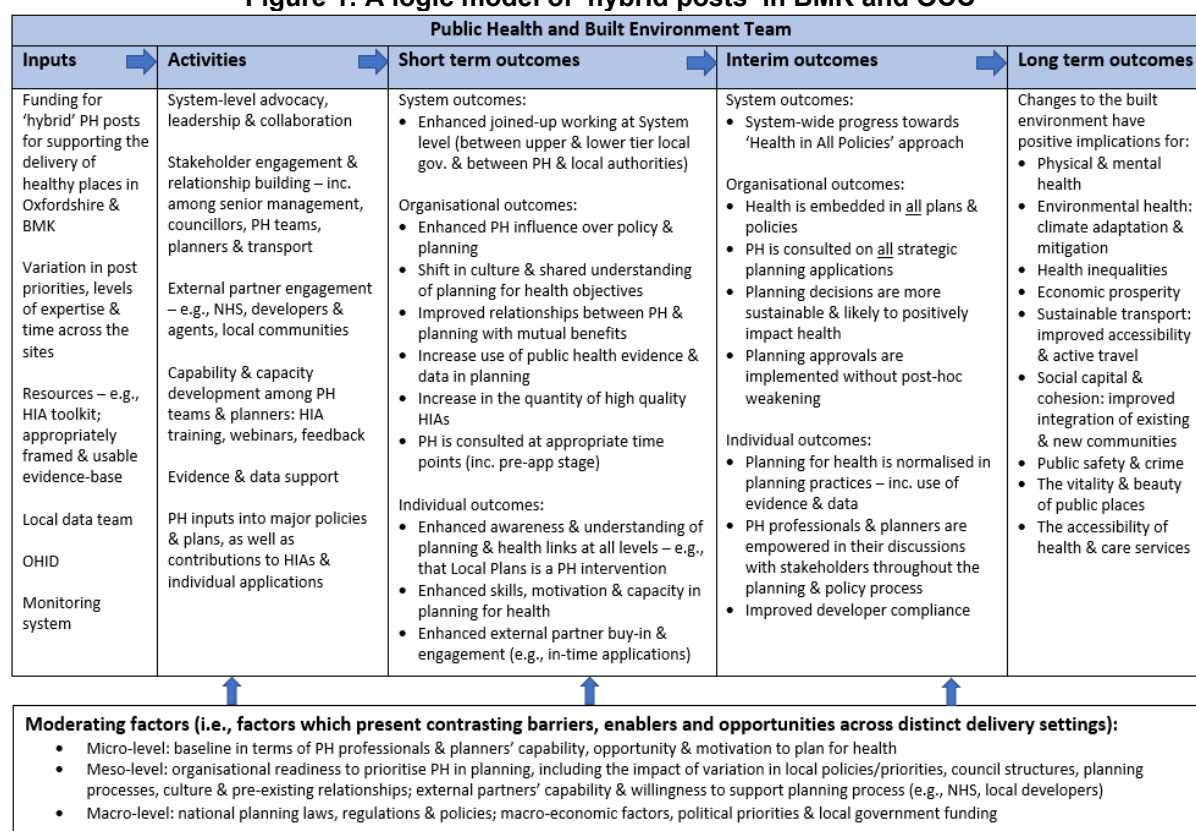 Figure 1: A logic model of 'hybrid posts' in BMK and OCC
Public Health and Built Environment Team
Inputs
Funding for
'hybrid' PH posts
for supporting the
delivery of
healthy places in
Oxfordshire &
BMK
Variation in post
priorities, levels
of expertise &
time across the
sites
Resources – e.g.,
HIA toolkit;
appropriately
framed & usable
evidence-base
Local data team
OHID
Monitoring
system
Activities
System-level advocacy,
leadership & collaboration
Stakeholder engagement &
relationship building – inc.
among senior management,
councillors, PH teams,
planners & transport
External partner engagement
– e.g., NHS, developers &
agents, local communities
Capability & capacity
development among PH
teams & planners: HIA
training, webinars, feedback
Evidence & data support
PH inputs into major policies
& plans, as well as
contributions to HIAs &
individual applications
Short term outcomes
System outcomes:
• Enhanced joined-up working at System
level (between upper & lower tier local
gov. & between PH & local authorities)
Organisational outcomes:
• Enhanced PH influence over policy &
planning
• Shift in culture & shared understanding
of planning for health objectives
• Improved relationships between PH &
planning with mutual benefits
• Increase use of public health evidence &
data in planning
• Increase in the quantity of high quality
HIAs
• PH is consulted at appropriate time
points (inc. pre-app stage)
Individual outcomes:
• Enhanced awareness & understanding of
planning & health links at all levels – e.g.,
that Local Plans is a PH intervention
• Enhanced skills, motivation & capacity in
planning for health
• Enhanced external partner buy-in &
engagement (e.g., in-time applications)
Interim outcomes
System outcomes:
• System-wide progress towards
'Health in All Policies' approach
Organisational outcomes:
• Health is embedded in all plans &
policies
• PH is consulted on all strategic
planning applications
• Planning decisions are more
sustainable & likely to positively
impact health
• Planning approvals are
implemented without post-hoc
weakening
Individual outcomes:
• Planning for health is normalised in
planning practices – inc. use of
evidence & data
• PH professionals & planners are
empowered in their discussions
with stakeholders throughout the
planning & policy process
• Improved developer compliance
Long term outcomes
Changes to the built
environment have
positive implications for:
• Physical & mental
health
• Environmental health:
climate adaptation &
mitigation
• Health inequalities
• Economic prosperity
• Sustainable transport:
improved accessibility
& active travel
• Social capital &
cohesion: improved
integration of existing
& new communities
• Public safety & crime
• The vitality & beauty
of public places
• The accessibility of
health & care services
Moderating factors (i.e., factors which present contrasting barriers, enablers and opportunities across distinct delivery settings):
• Micro-level: baseline in terms of PH professionals & planners' capability, opportunity & motivation to plan for health
• Meso-level: organisational readiness to prioritise PH in planning, including the impact of variation in local policies/priorities, council structures, planning
processes, culture & pre-existing relationships; external partners' capability & willingness to support planning process (e.g., NHS, local developers)
• Macro-level: national planning laws, regulations & policies; macro-economic factors, political priorities & local government funding